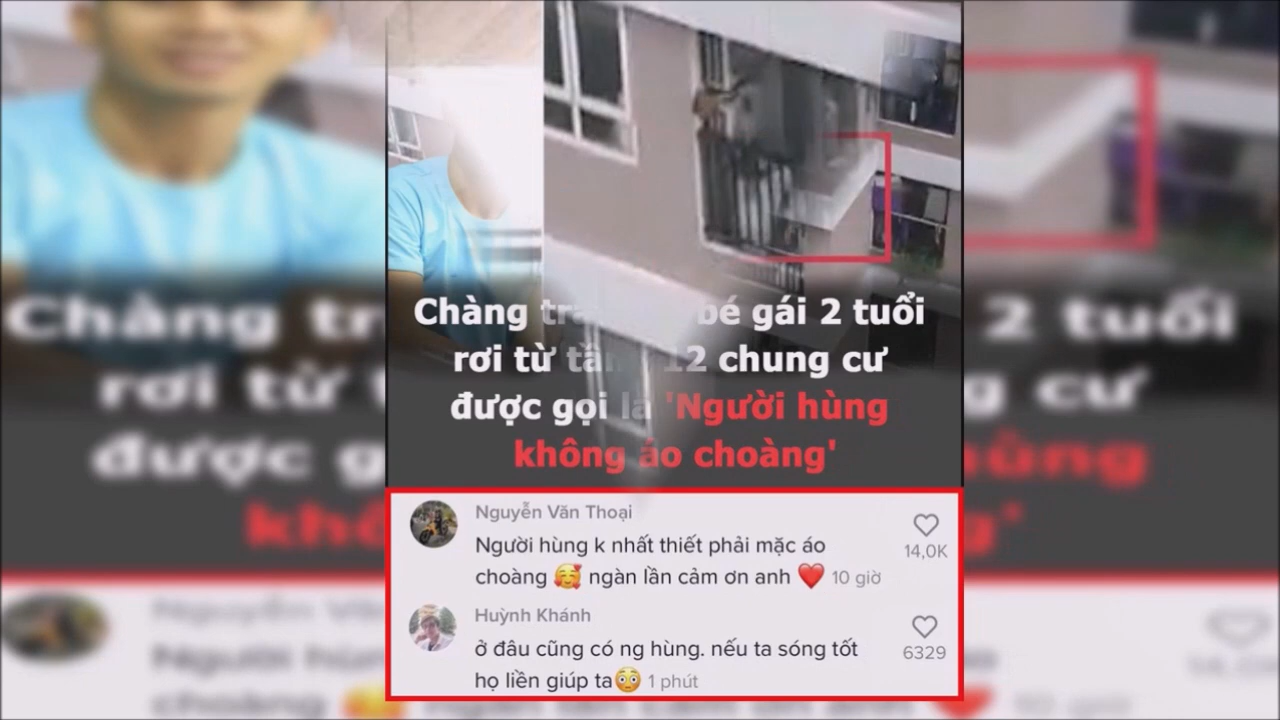 Chàng bé gái 2 tuổi
rơi từ 12 chung cư
được gọi là 'Người hùng
không áo choàng'
Nguyễn Văn Thoại
Người hùng k nhất thiết phải mặc áo
choàng 🥰 ngàn lần cảm ơn anh ❤️ 10 giờ
14,0K
Huỳnh Khánh
ở đâu cũng có ng hùng. nếu ta sóng tốt
họ liền giúp ta😳 1 phút
6329